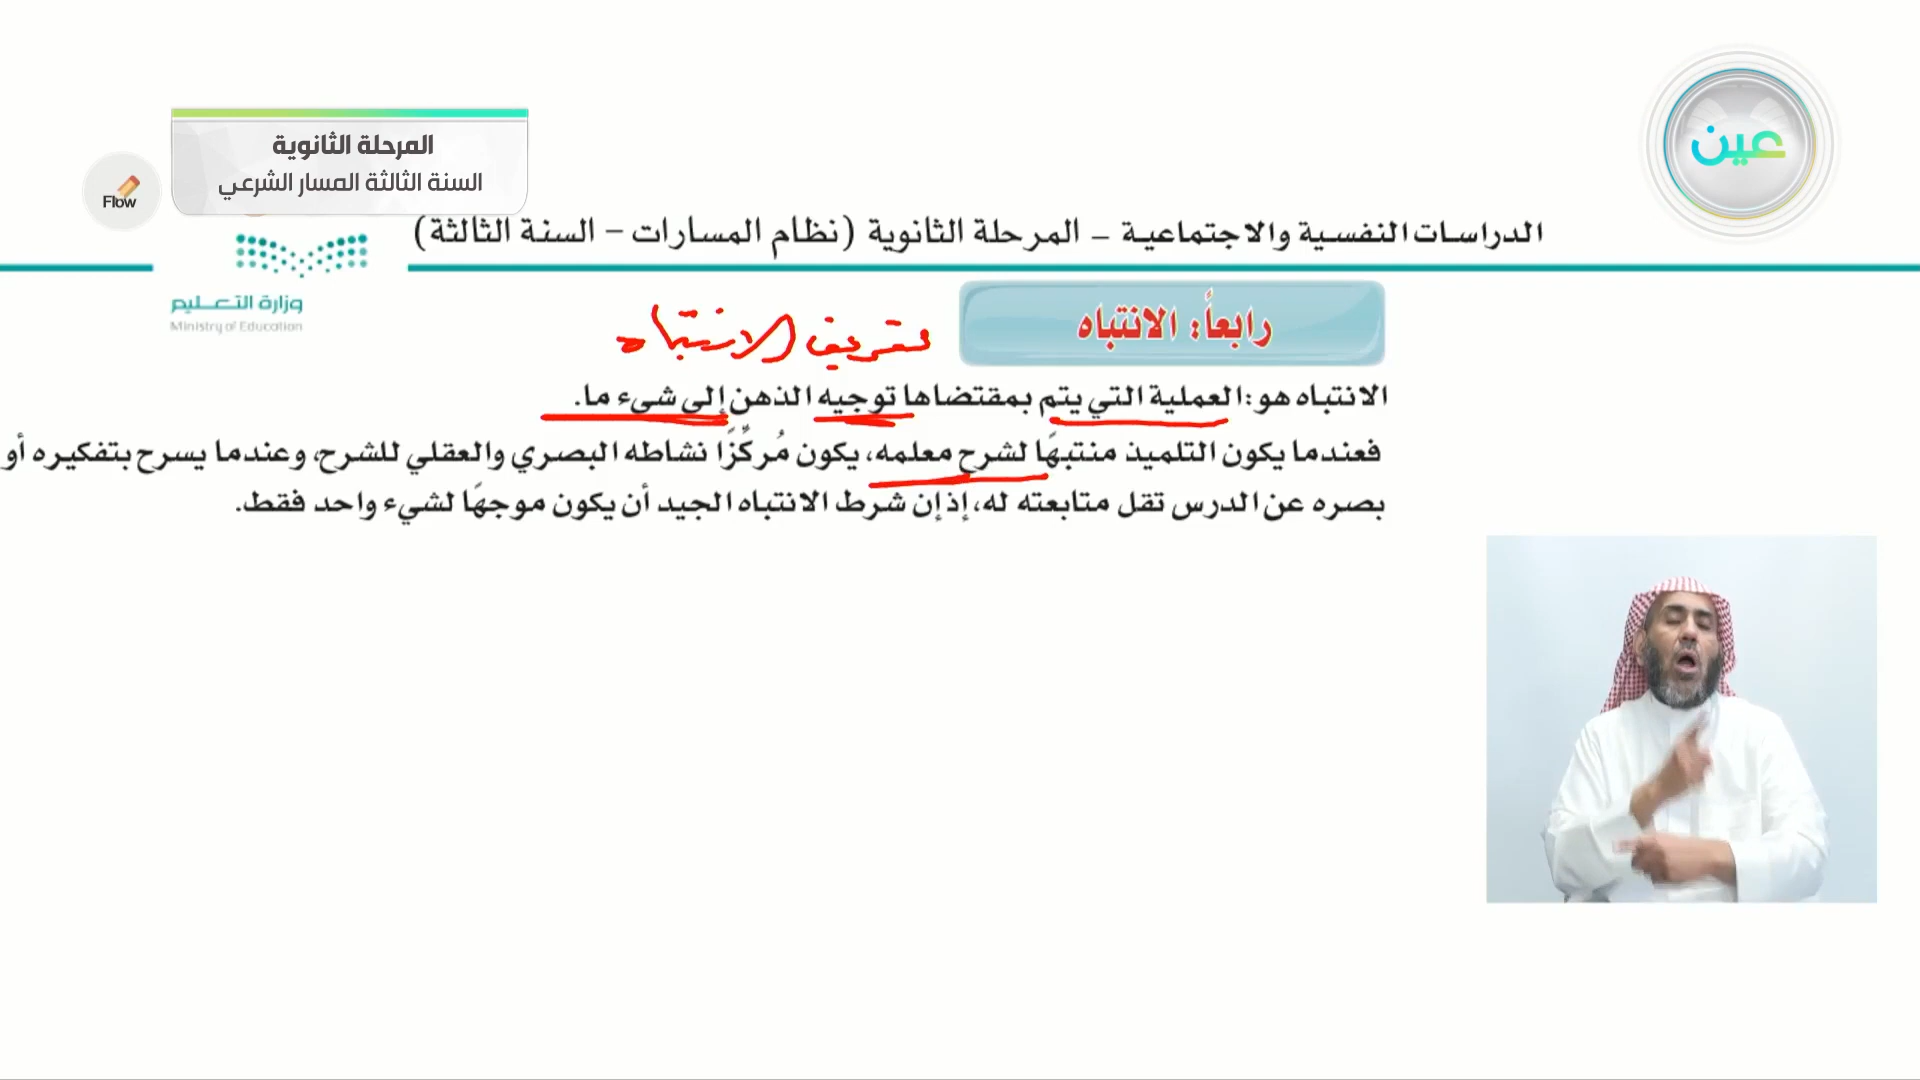 عين
المرحلة الثانوية
السنة الثالثة المسار الشرعي
Flow
الدراسات النفسية والاجتماعية – المرحلة الثانوية (نظام المسارات – السنة الثالثة)
وزارة التعليم
Ministry of Education
رابعاً: الانتباه
تعريف الانتباه
الانتباه هو: العملية التي يتم بمقتضاها توجيه الذهن إلى شيء ما.
فعندما يكون التلميذ منتبهًا لشرح معلمه، يكون مُركِّزًا نشاطه البصري والعقلي للشرح، وعندما يسرح بتفكيره أو
بصره عن الدرس تقل متابعته له، إذ إن شرط الانتباه الجيد أن يكون موجهًا لشيء واحد فقط.